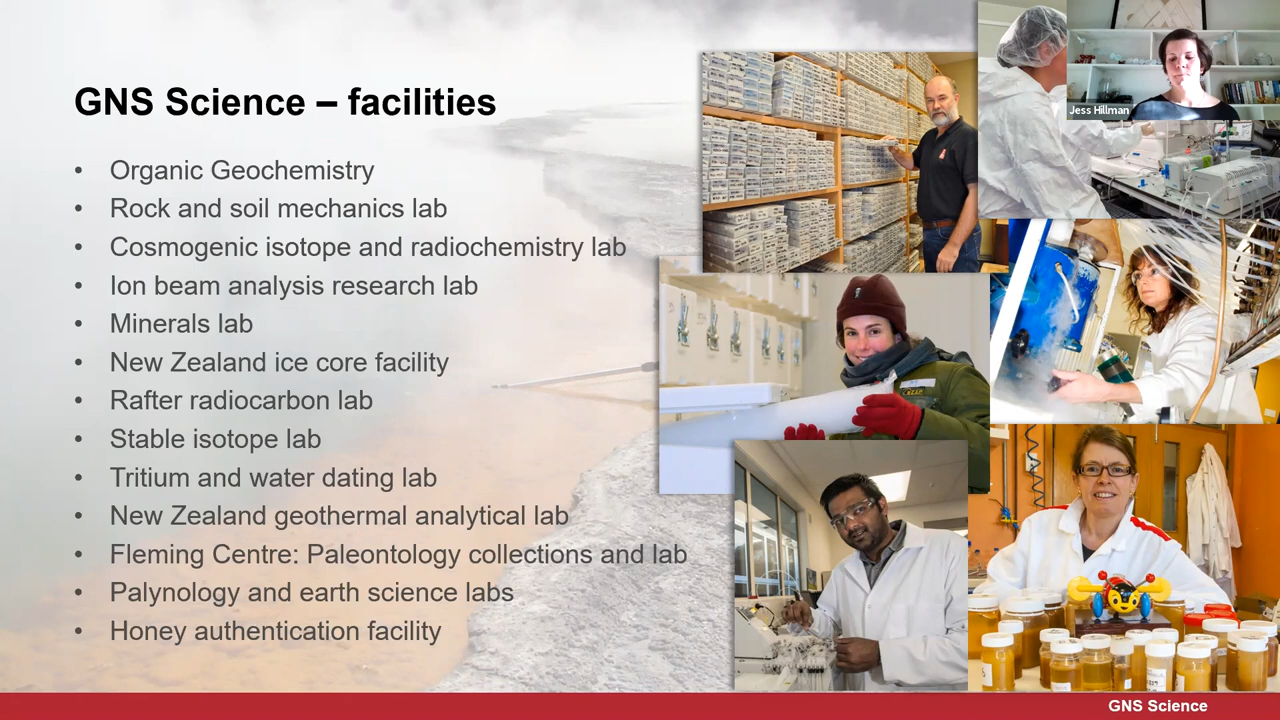 GNS Science – facilities
• Organic Geochemistry
• Rock and soil mechanics lab
• Cosmogenic isotope and radiochemistry lab
• Ion beam analysis research lab
• Minerals lab
• New Zealand ice core facility
• Rafter radiocarbon lab
• Stable isotope lab
• Tritium and water dating lab
• New Zealand geothermal analytical lab
• Fleming Centre: Paleontology collections and lab
• Palynology and earth science labs
• Honey authentication facility
Jess Hillman
GNS Science